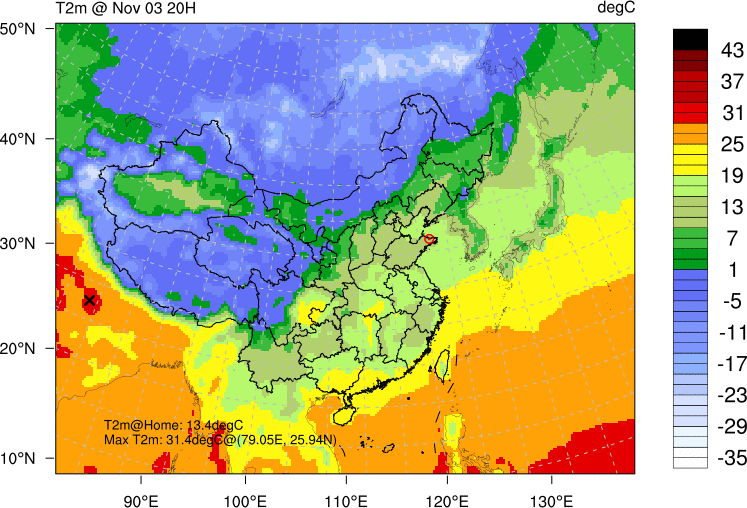 T2m @ Nov 03 20H
degC
50°N
40°N
30°N
20°N
10°N
90°E
100°E
110°E
120°E
130°E
43
37
31
25
19
13
7
1
-5
-11
-17
-23
-29
-35
T2m@Home: 13.4degC
Max T2m: 31.4degC@(79.05E, 25.94N)